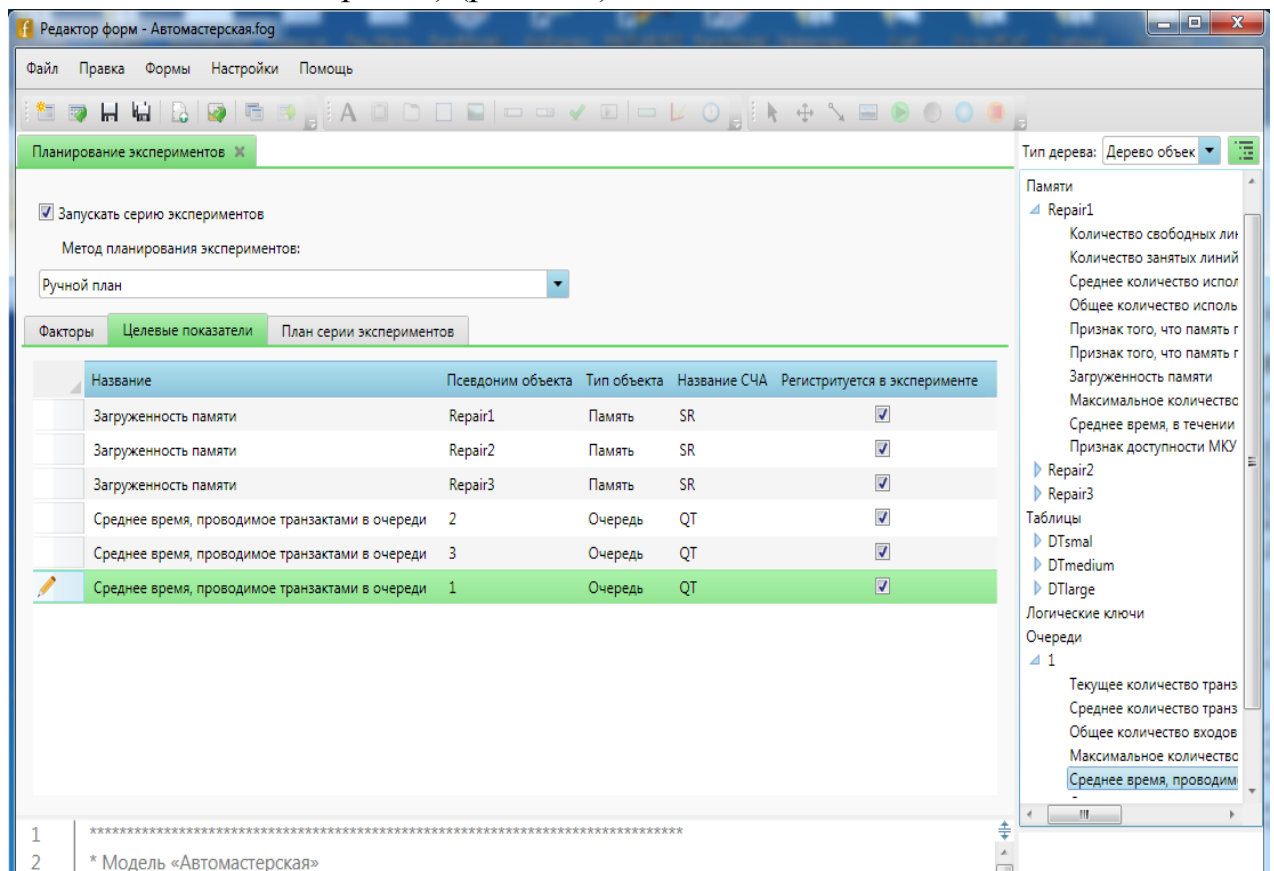 Редактор форм - Автомастерская.fog
Файл Правка Формы Настройки Помощь
Планирование экспериментов
Тип дерева: Дерево объек
Запускать серию экспериментов
Метод планирования экспериментов:
Ручной план
Факторы Целевые показатели План серии экспериментов
Название Псевдоним объекта Тип объекта Название СЧА Регистритуется в эксперименте
Загруженность памяти Repair1 Память SR
Загруженность памяти Repair2 Память SR
Загруженность памяти Repair3 Память SR
Среднее время, проводимое транзактами в очереди 2 Очередь QT
Среднее время, проводимое транзактами в очереди 3 Очередь QT
Среднее время, проводимое транзактами в очереди 1 Очередь QT
Памяти
Repair1
Количество свободных лин
Количество занятых линий
Среднее количество испол
Общее количество исполь
Признак того, что память г
Признак того, что память г
Загруженность памяти
Максимальное количество
Среднее время, в течении
Признак доступности МКУ
Repair2
Repair3
Таблицы
DTsmal
DTmedium
DTlarge
Логические ключи
Очереди
1
Текущее количество транз
Среднее количество транз
Общее количество входов
Максимальное количество
Среднее время, проводим
1 ********************************************************************************
2 * Модель «Автомастерская»